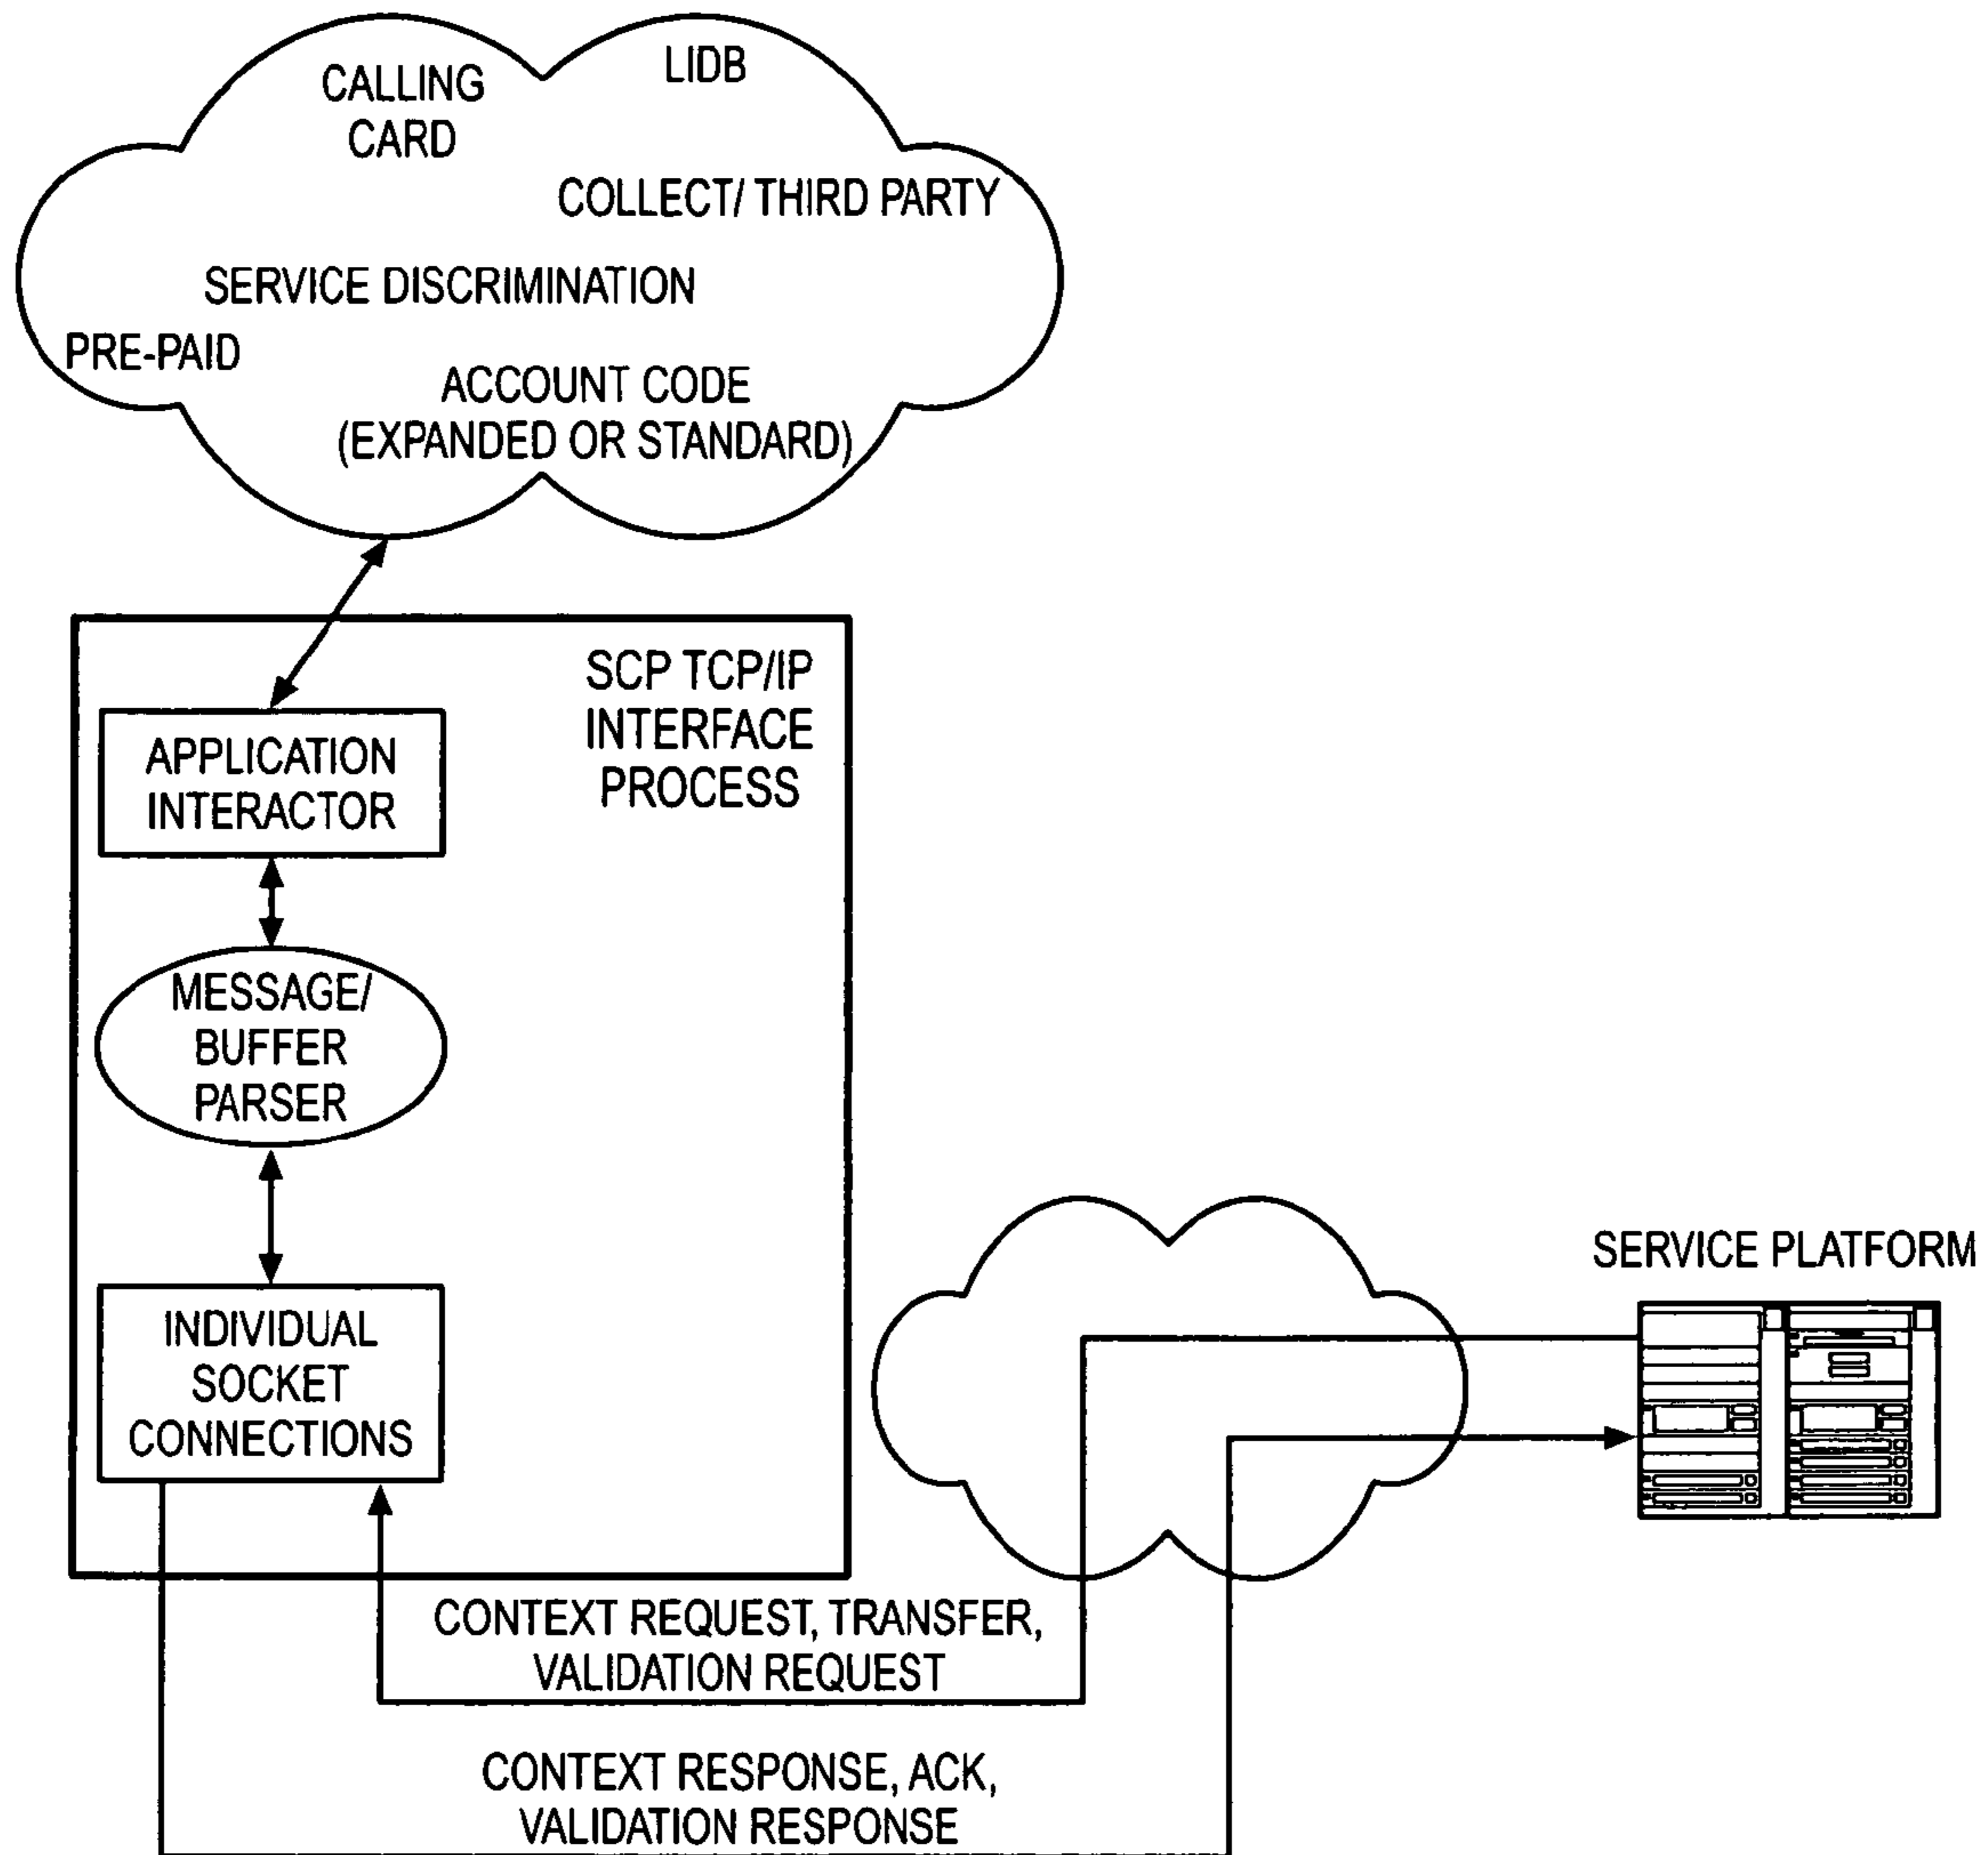 CALLING
CARD
LIDB
COLLECT/ THIRD PARTY
SERVICE DISCRIMINATION
PRE-PAID
ACCOUNT CODE
(EXPANDED OR STANDARD)
SCP TCP/IP
INTERFACE
PROCESS
APPLICATION
INTERACTOR
MESSAGE/
BUFFER
PARSER
INDIVIDUAL
SOCKET
CONNECTIONS
SERVICE PLATFORM
CONTEXT REQUEST, TRANSFER,
VALIDATION REQUEST
CONTEXT RESPONSE, ACK,
VALIDATION RESPONSE